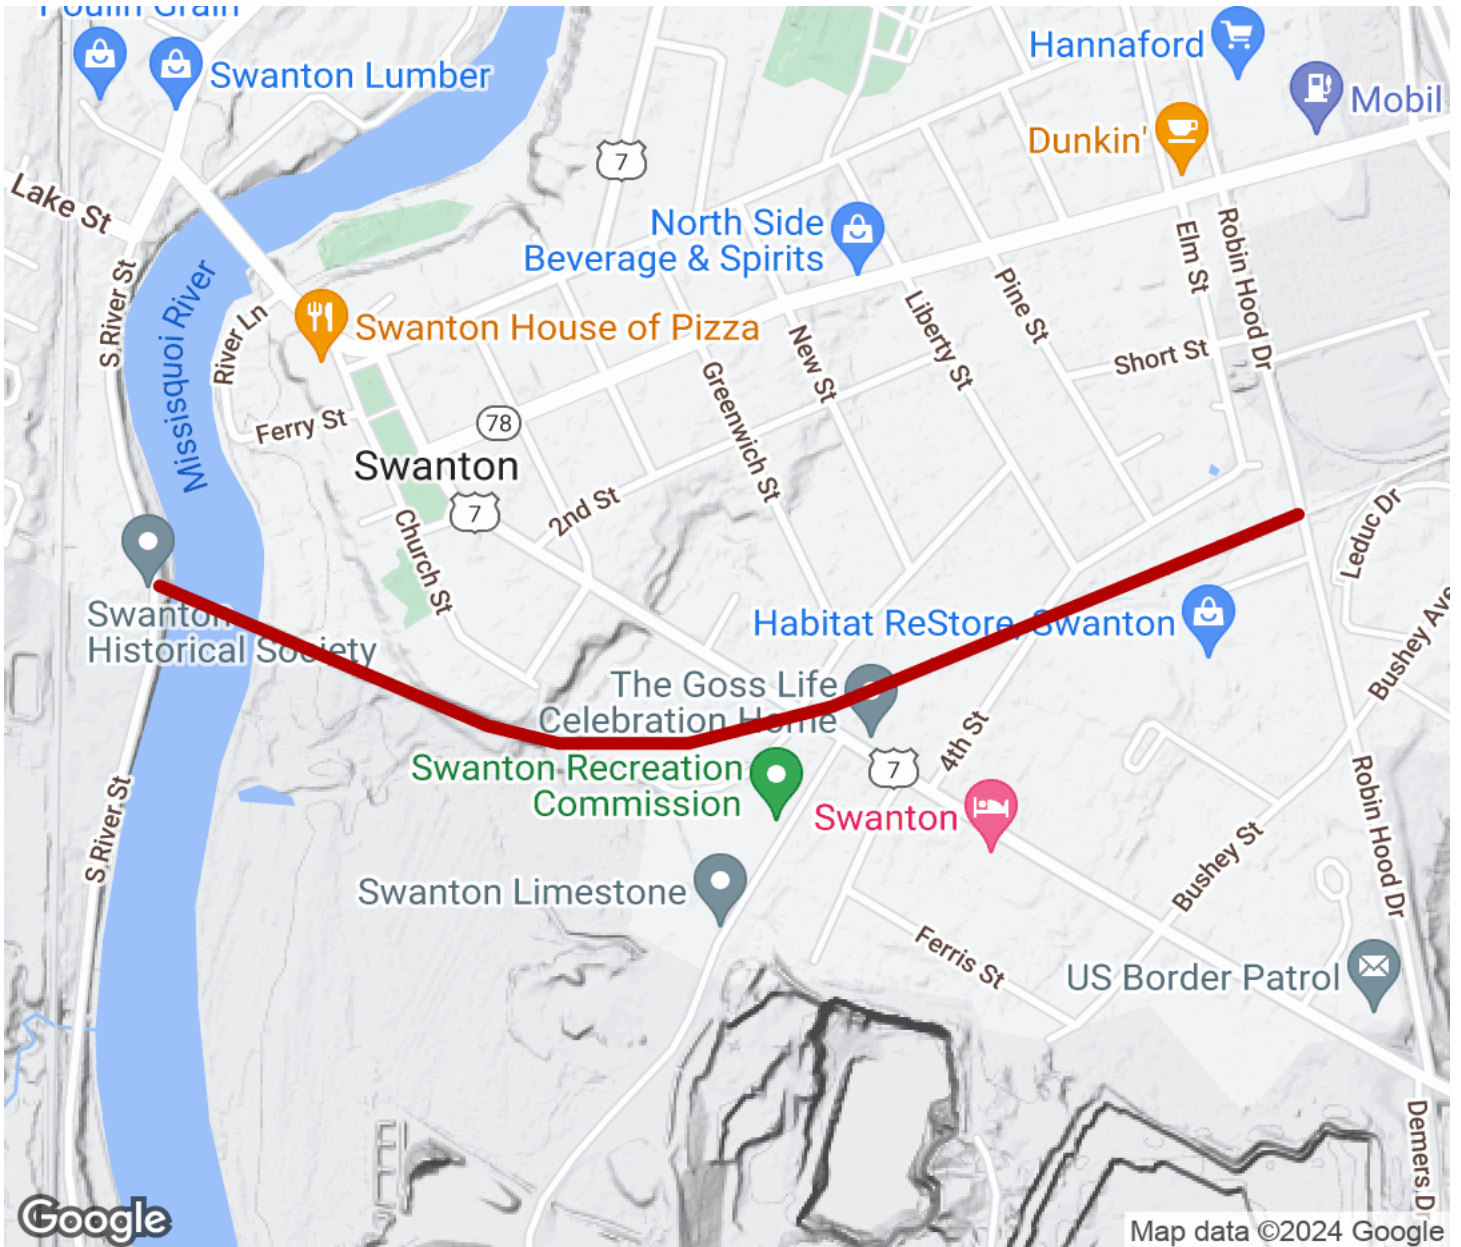 Poulin Grain
Swanton Lumber
Hannaford
Mobil
Dunkin'
7
Lake St
North Side
Beverage & Spirits
Elm St
Robin Hood Dr
S River St
Missisquoi River
River Ln
Swanton House of Pizza
Pine St
Liberty St
New St
Short St
Greenwich St
Ferry St
78
Swanton
7
2nd St
Church St
Leduc Dr
Swanton
Historical Society
Habitat ReStore, Swanton
Bushey Ave
The Goss Life
Celebration Home
4th St
7
Swanton Recreation
Commission
Swanton
S River St
Robin Hood Dr
Bushey St
Swanton Limestone
Ferris St
US Border Patrol
Demers Dr
Google
Map data ©2024 Google